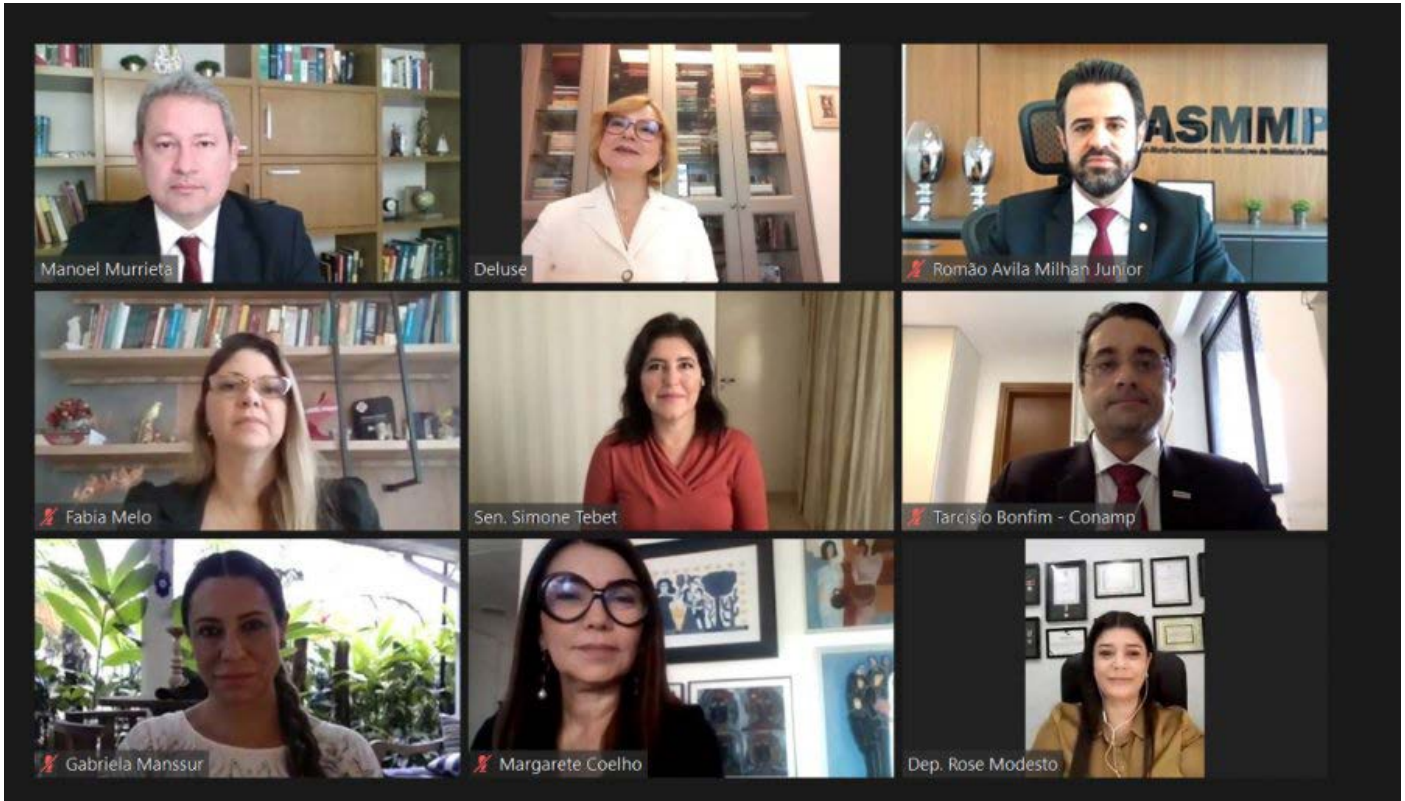 Manoel Murrieta
Deluse
ASMMP
Romão Avila Milhan Junior
Fabia Melo
Sen. Simone Tebet
Tarcísio Bonfim - Conamp
Gabriela Manssur
Margarete Coelho
Dep. Rose Modesto